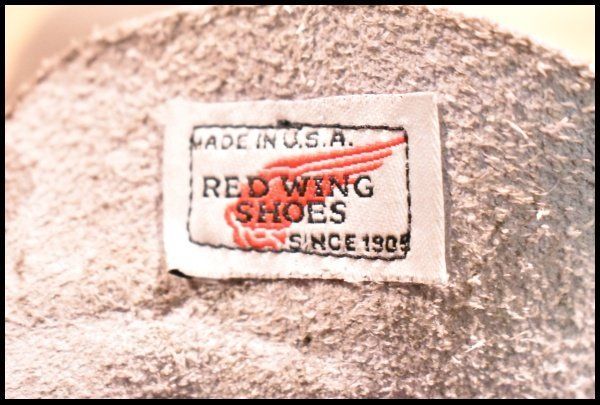 MADE IN U.S.A.
RED WING
SHOES
SINCE 1905